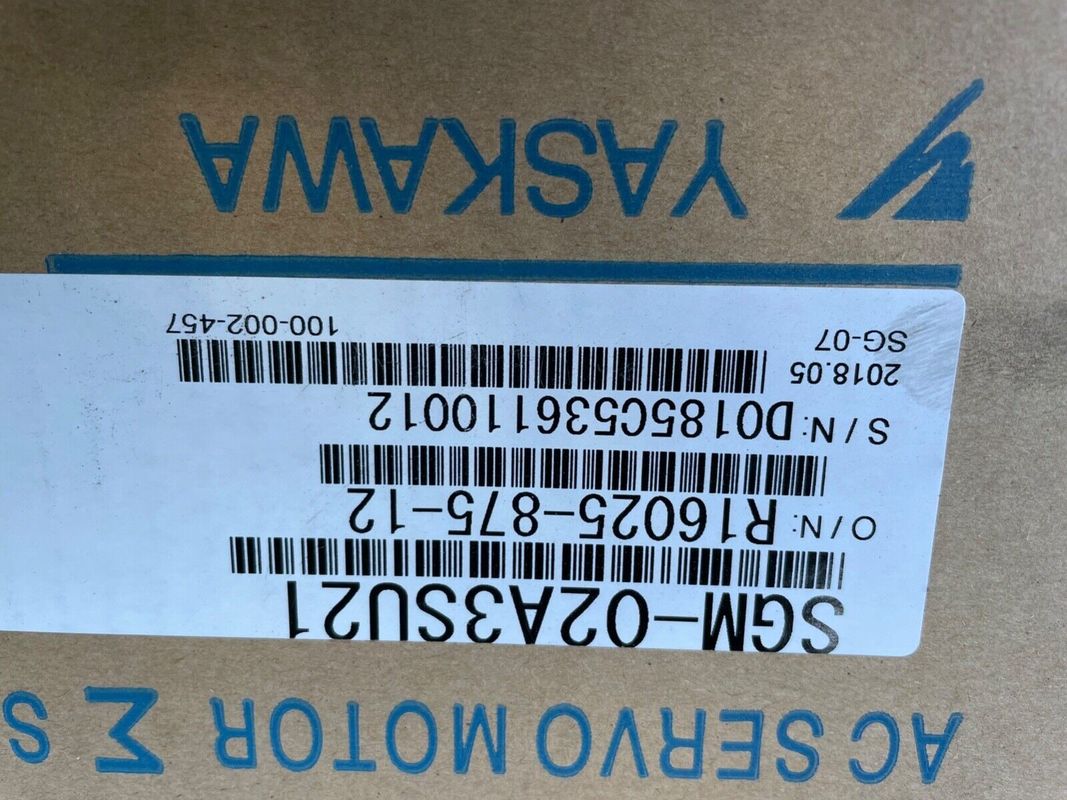 AC SERVO MOTOR Σ S
SGM-02A3SU21
O/N: R16025-875-12
S/N: D0185C536110012
2018.05
SG-07 100-002-457
YASKAWA